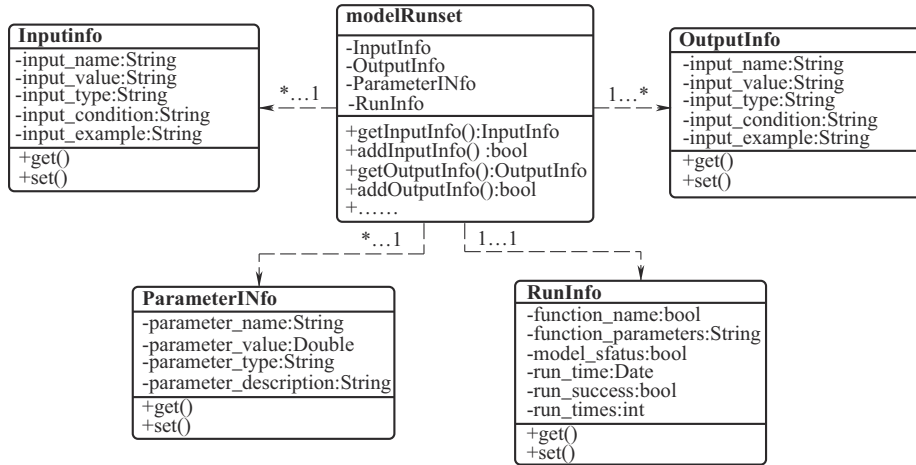 modelRunset
-InputInfo
-OutputInfo
-ParameterINfo
-RunInfo
+getInputInfo():InputInfo
+addInputInfo() :bool
+getOutputInfo():OutputInfo
+addOutputInfo():bool
+......
Inputinfo
-input_name:String
-input_value:String
-input_type:String
-input_condition:String
-input_example:String
+get()
+set()
*...1
1...*
OutputInfo
-input_name:String
-input_value:String
-input_type:String
-input_condition:String
-input_example:String
+get()
+set()
*...1
1...1
ParameterINfo
-parameter_name:String
-parameter_value:Double
-parameter_type:String
-parameter_description:String
+get()
+set()
RunInfo
-function_name:bool
-function_parameters:String
-model_sfatus:bool
-run_time:Date
-run_success:bool
-run_times:int
+get()
+set()